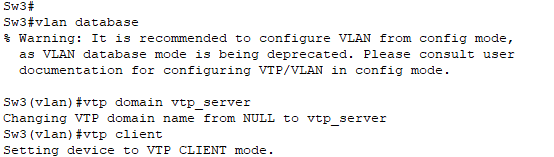 Sw3#
Sw3#vlan database
% Warning: It is recommended to configure VLAN from config mode,
  as VLAN database mode is being deprecated. Please consult user
  documentation for configuring VTP/VLAN in config mode.

Sw3(vlan)#vtp domain vtp_server
Changing VTP domain name from NULL to vtp_server
Sw3(vlan)#vtp client
Setting device to VTP CLIENT mode.